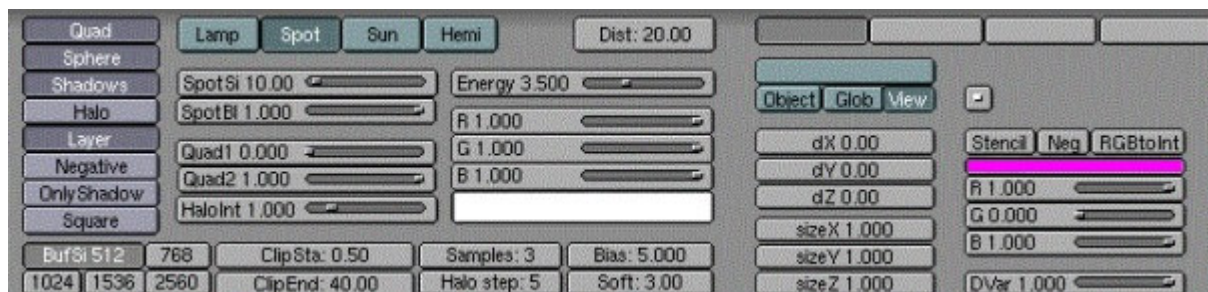 Quad Lamp Spot Sun Hemi Dist: 20.00
Sphere
Shadows SpotSi 10.00 Energy 3.500
Halo SpotBl 1.000 R 1.000 Object Glob View
Layer Quad1 0.000 G 1.000 dX 0.00 Stencil Neg RGBtoInt
Negative Quad2 1.000 B 1.000 dY 0.00
OnlyShadow HaloInt 1.000 dZ 0.00 R 1.000
Square sizeX 1.000 G 0.000
BufSi 512 768 ClipSta: 0.50 Samples: 3 Bias: 5.000 sizeY 1.000 B 1.000
1024 1536 2560 ClipEnd: 40.00 Halo step: 5 Soft: 3.00 sizeZ 1.000 DVar 1.000